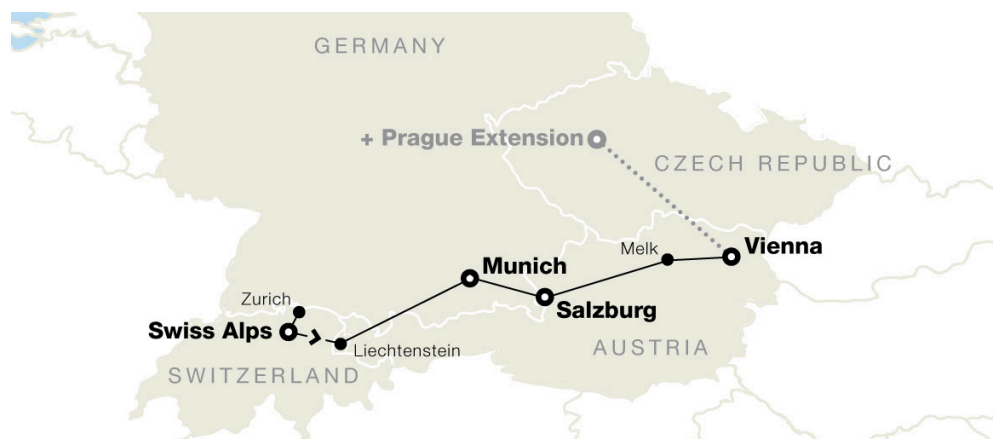 GERMANY
+ Prague Extension
CZECH REPUBLIC
Melk
Vienna
Munich
Zurich
Salzburg
Swiss Alps
Liechtenstein
AUSTRIA
SWITZERLAND